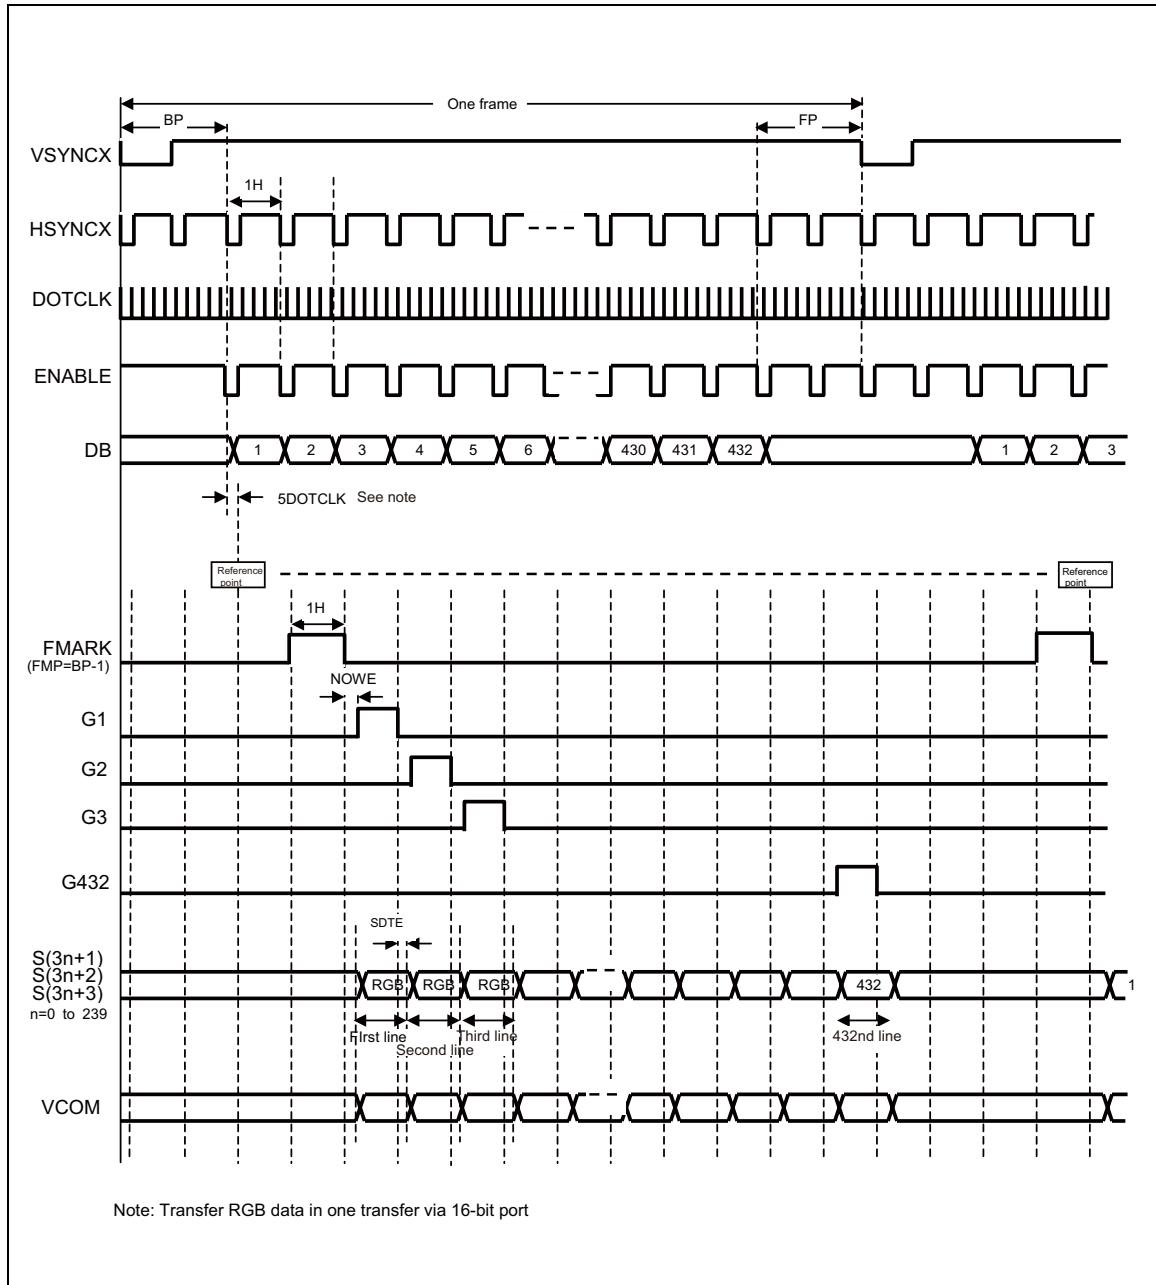 One frame
BP
FP
VSYNCX
1H
HSYNCX
DOTCLK
ENABLE
DB
1 2 3 4 5 6 430 431 432 1 2 3
5DOTCLK See note
Reference point
Reference point
1H
FMARK
(FMP=BP-1)
NOWE
G1
G2
G3
G432
SDTE
S(3n+1)
S(3n+2)
S(3n+3)
n=0 to 239
RGB RGB RGB 432 1
FIrst line
Second line
Third line
432nd line
VCOM
Note: Transfer RGB data in one transfer via 16-bit port